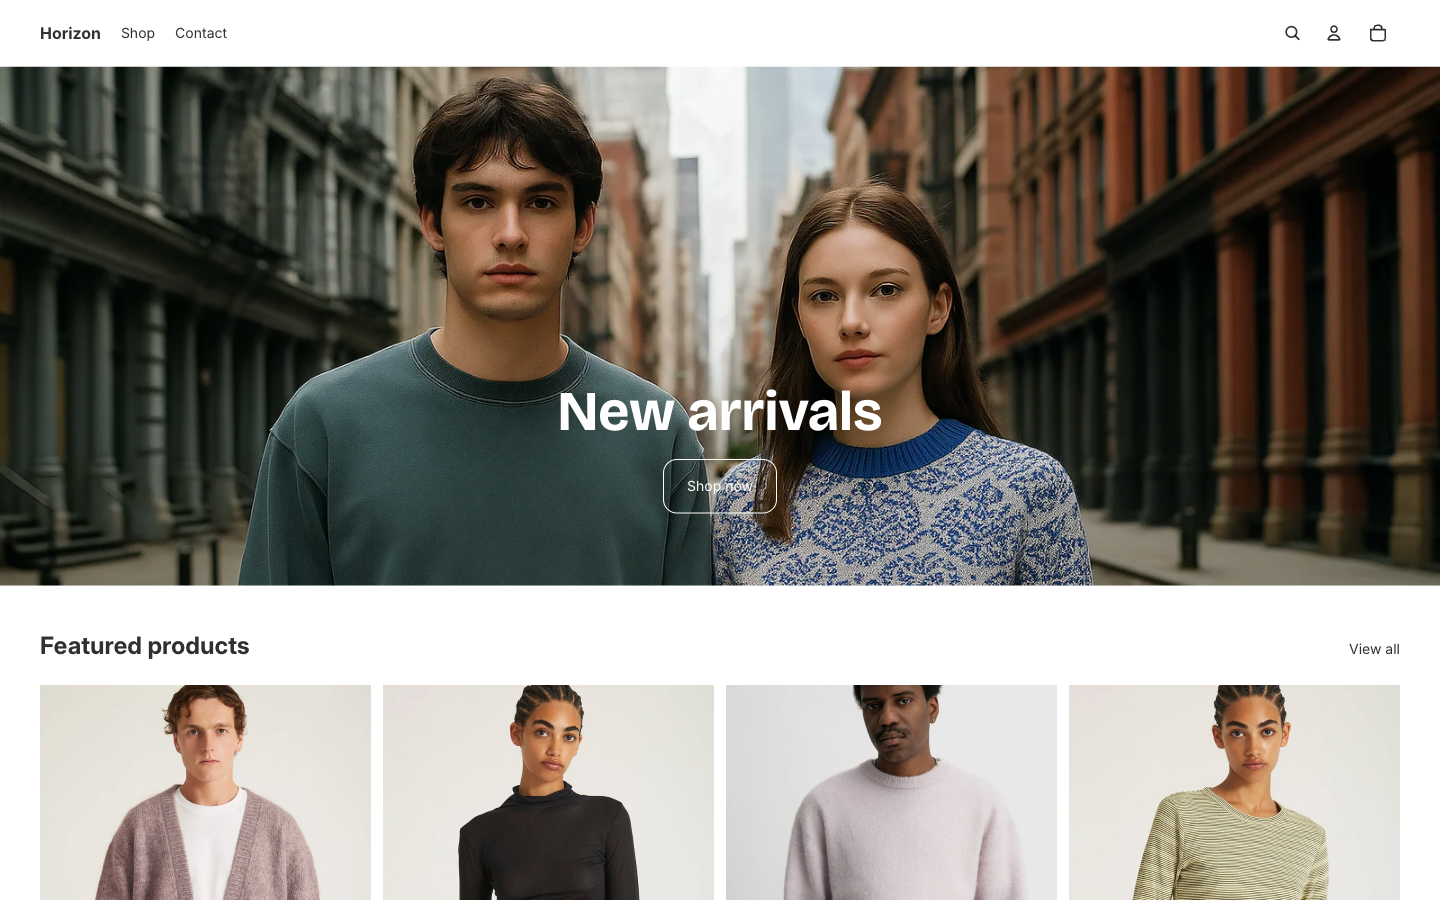 Horizon
Shop
Contact
New arrivals
Shop now
Featured products
View all